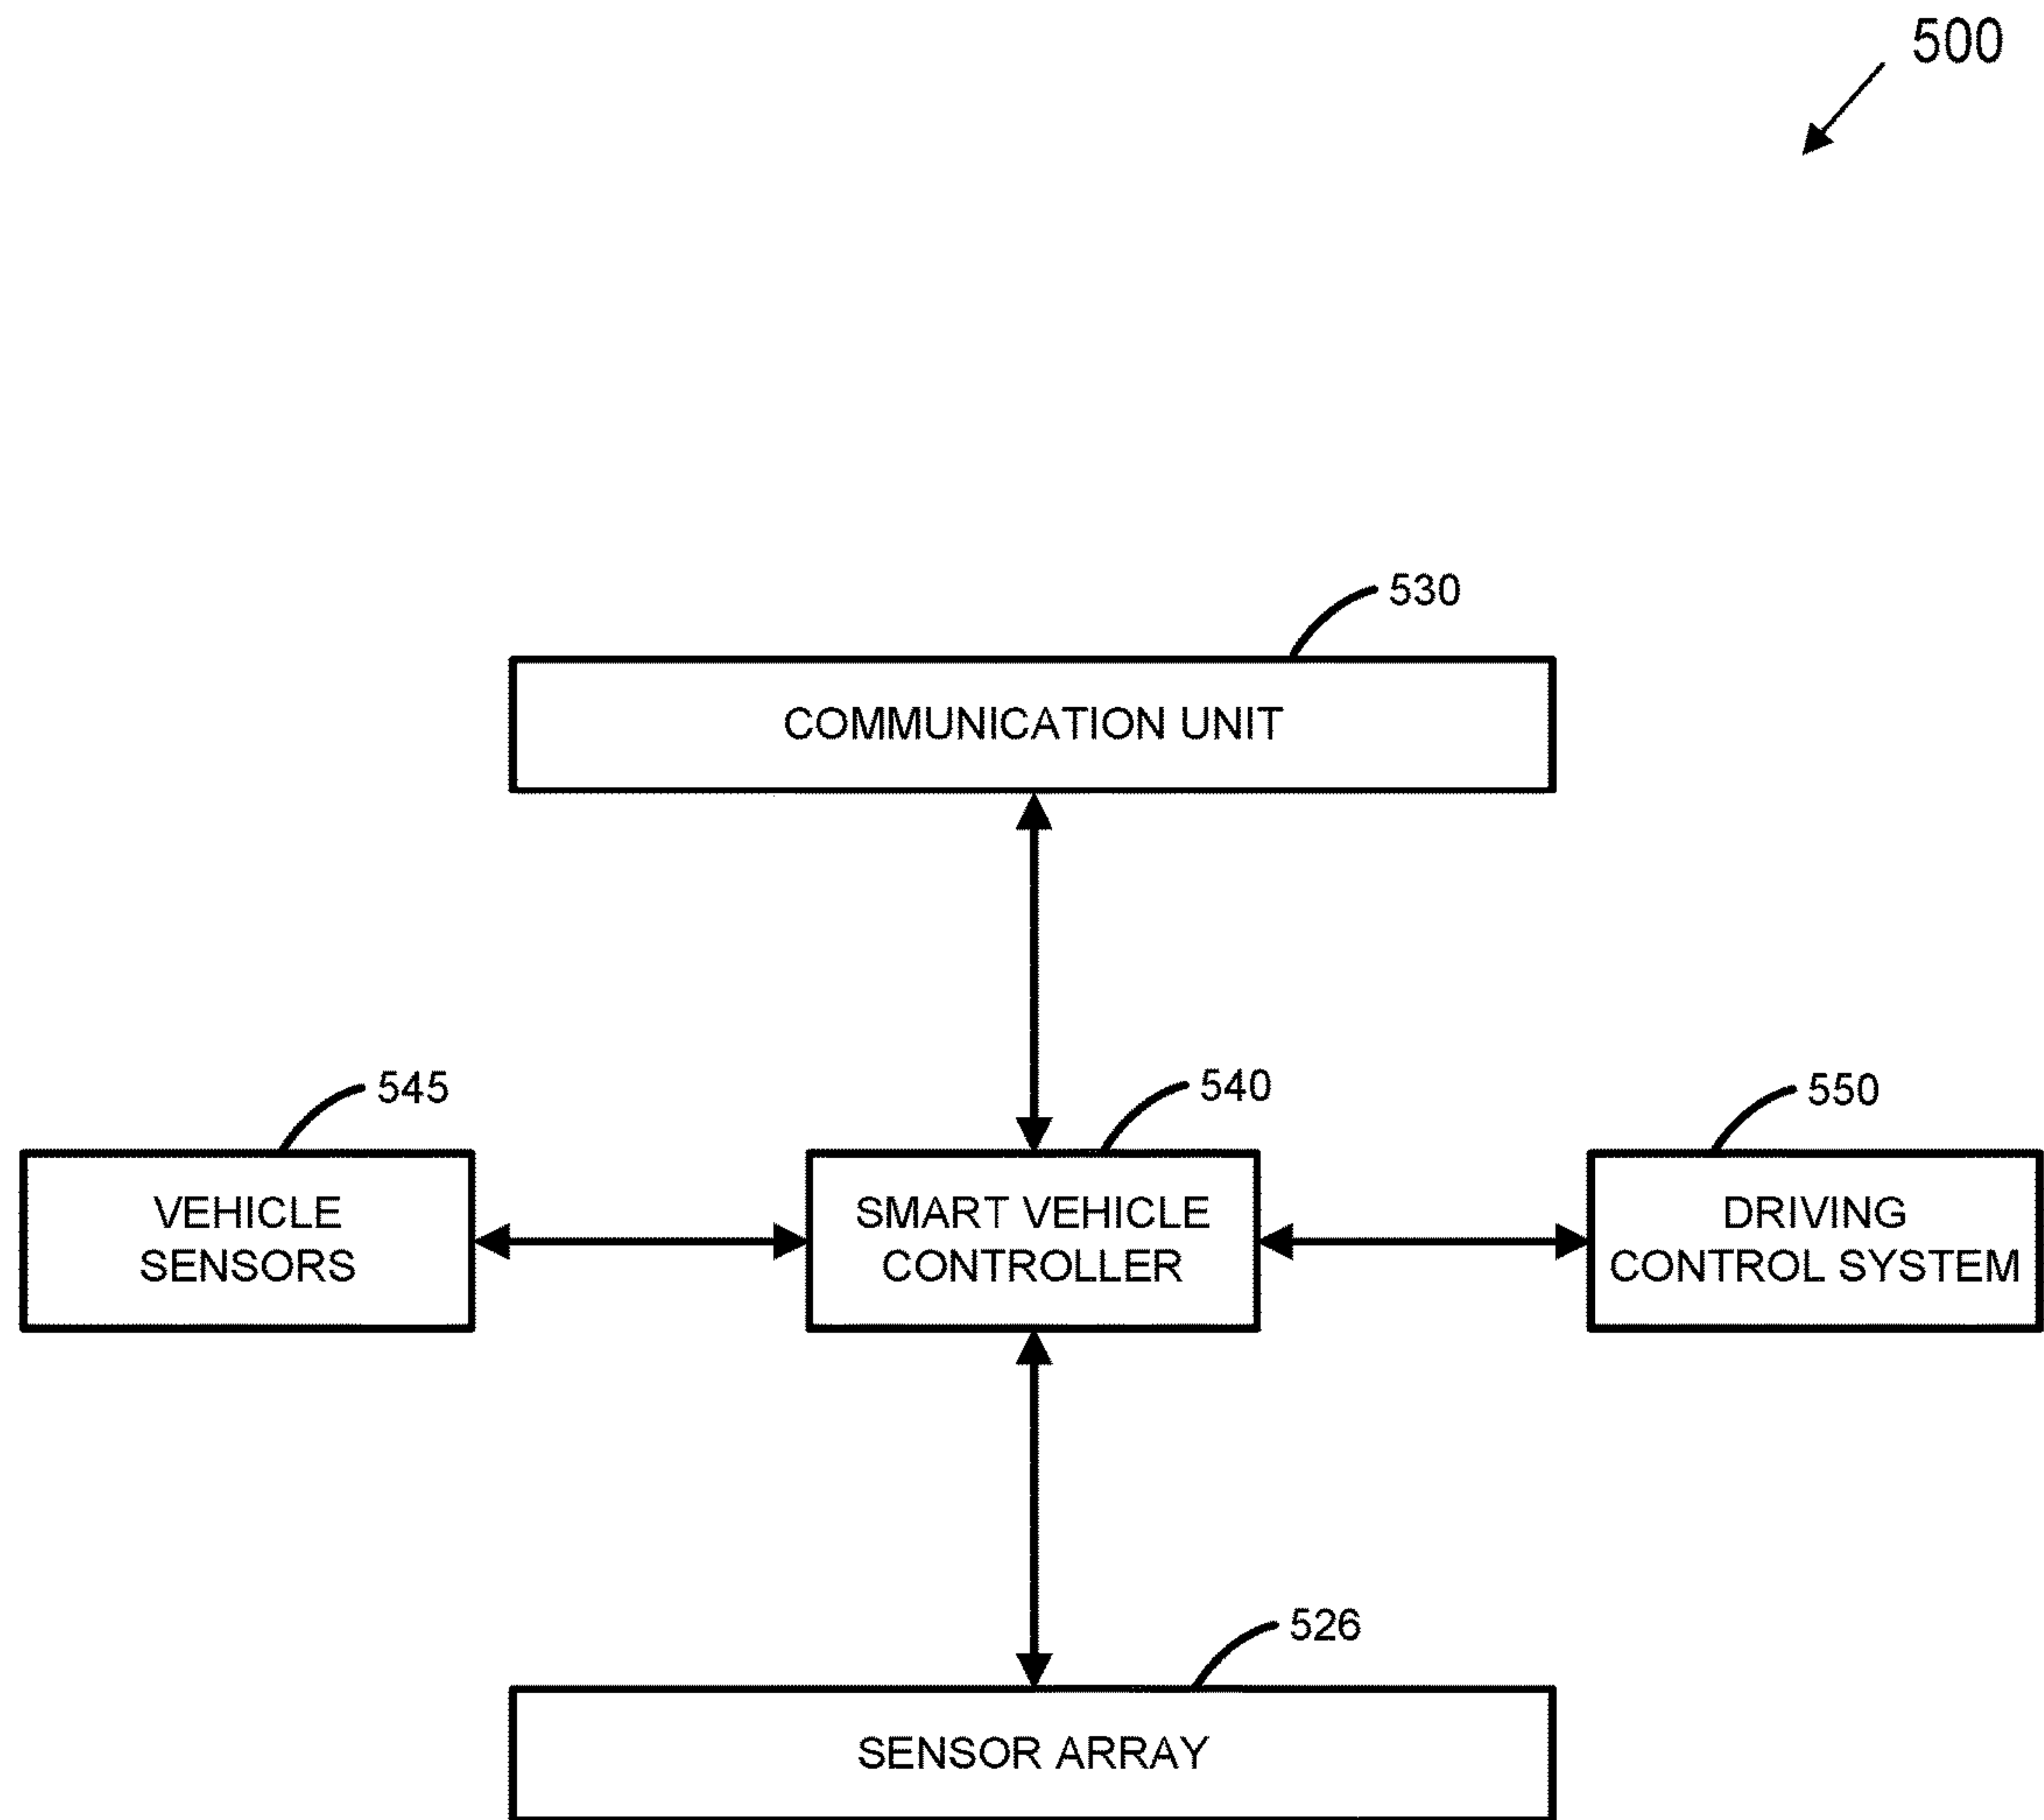 500
530
COMMUNICATION UNIT
545
540
550
VEHICLE
SENSORS
SMART VEHICLE
CONTROLLER
DRIVING
CONTROL SYSTEM
526
SENSOR ARRAY